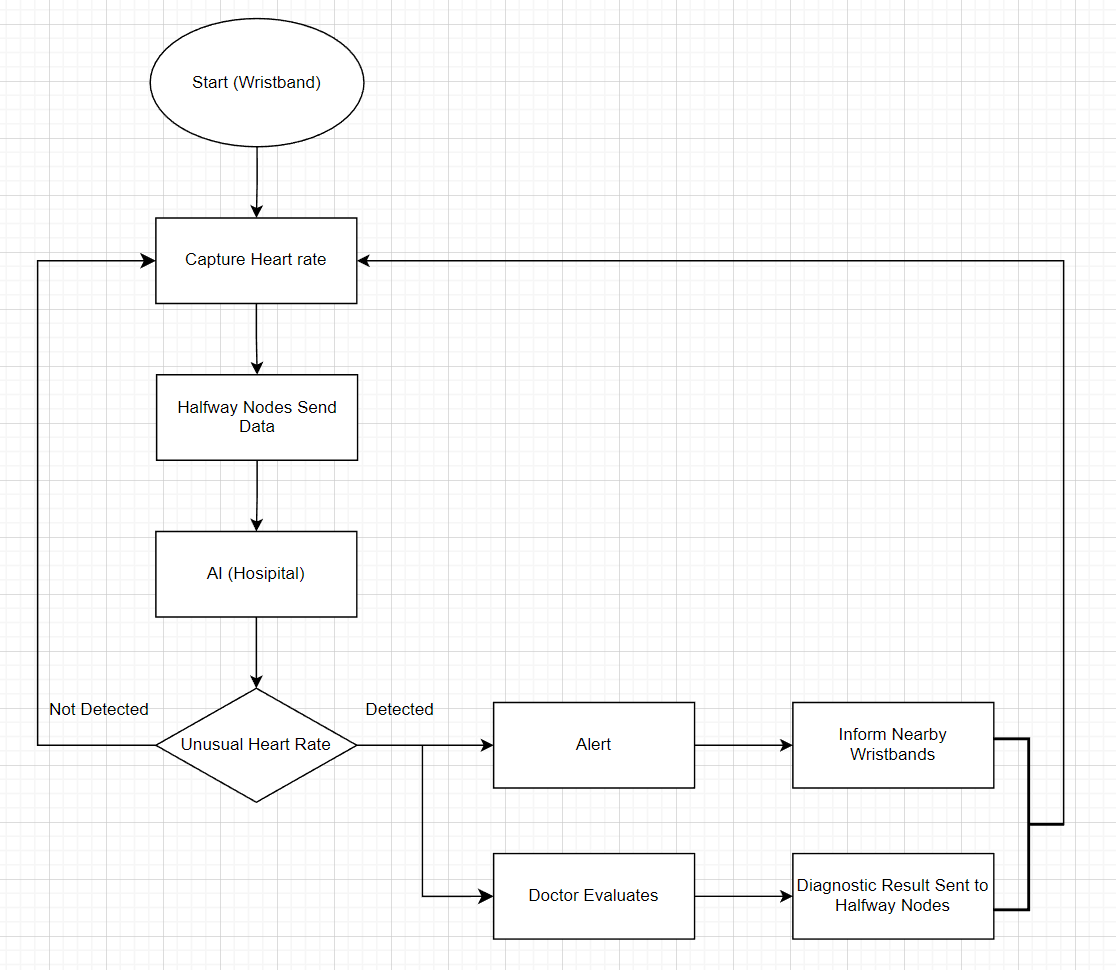 Start (Wristband)
Capture Heart rate
Halfway Nodes Send
Data
AI (Hosipital)
Not Detected
Detected
Unusual Heart Rate
Alert
Inform Nearby
Wristbands
Doctor Evaluates
Diagnostic Result Sent to
Halfway Nodes